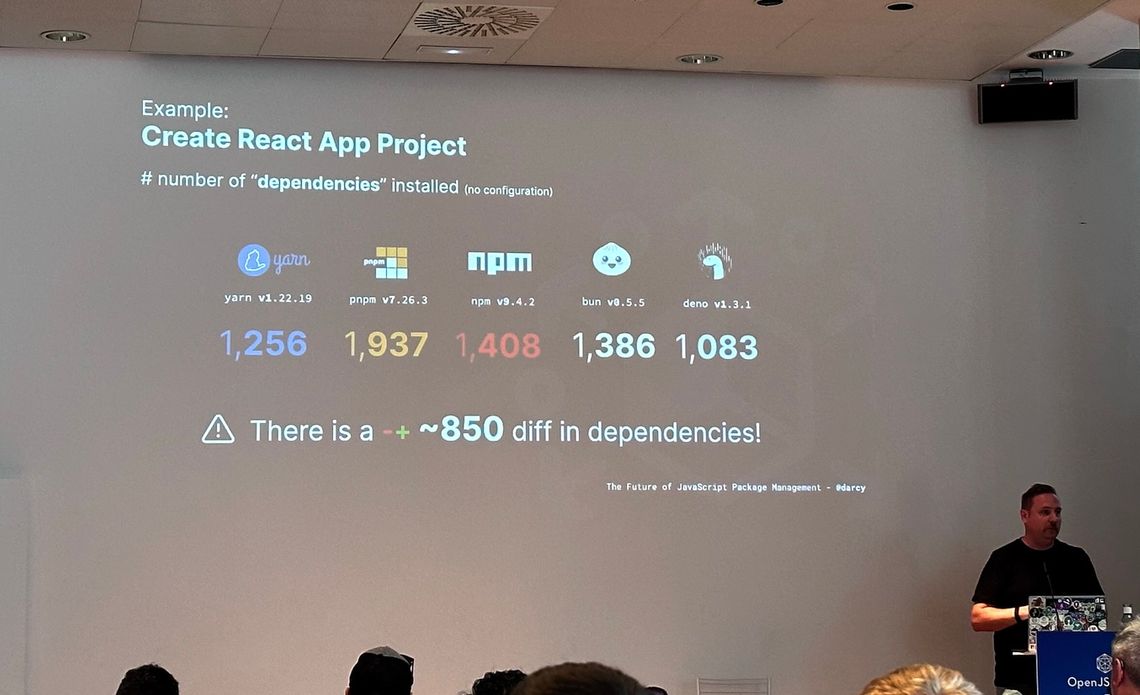 Example:
Create React App Project
# number of “dependencies” installed (no configuration)
yarn pnpm npm
yarn v1.22.19 pnpm v7.26.3 npm v9.4.2 bun v0.5.5 deno v1.3.1
1,256 1,937 1,408 1,386 1,083
There is a -+ ~850 diff in dependencies!
The Future of JavaScript Package Management - @darcy
OpenJS